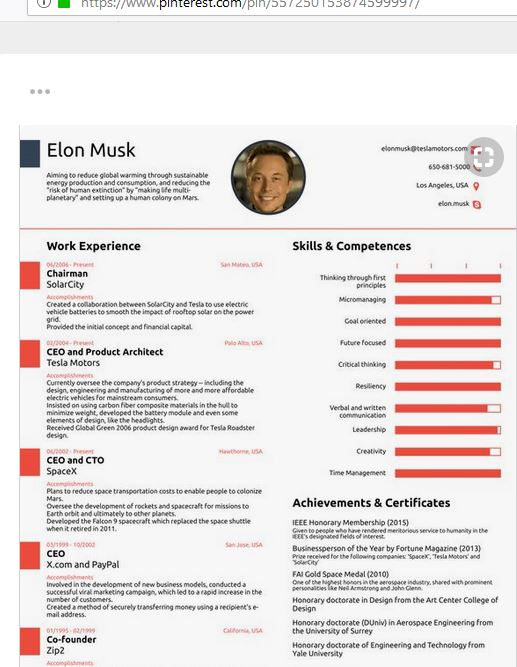 https://www.pinterest.com/pin/557250153874599997/
Elon Musk
Aiming to reduce global warming through sustainable
energy production and consumption, and reducing the
"risk of human extinction" by "making life multi-
planetary" and setting up a human colony on Mars.
elonmusk@teslamotors.com
650-681-5000
Los Angeles, USA
elon.musk
Work Experience
06/2006 - Present San Mateo, USA
Chairman
SolarCity
Accomplishments
Created a collaboration between SolarCity and Tesla to use electric
vehicle batteries to smooth the impact of rooftop solar on the power
grid.
Provided the initial concept and financial capital.
02/2004 - Present Palo Alto, USA
CEO and Product Architect
Tesla Motors
Accomplishments
Currently oversee the company's product strategy -- including the
design, engineering and manufacturing of more and more affordable
electric vehicles for mainstream consumers.
Insisted on using carbon fiber composite materials in the hull to
minimize weight, developed the battery module and even some
elements of design, like the headlights.
Received Global Green 2006 product design award for Tesla Roadster
design.
06/2002 - Present Hawthorne, USA
CEO and CTO
SpaceX
Accomplishments
Plans to reduce space transportation costs to enable people to colonize
Mars.
Oversee the development of rockets and spacecraft for missions to
Earth orbit and ultimately to other planets.
Developed the Falcon 9 spacecraft which replaced the space shuttle
when it retired in 2011.
03/1999 - 10/2002 San Jose, USA
CEO
X.com and PayPal
Accomplishments
Involved in the development of new business models, conducted a
successful viral marketing campaign, which led to a rapid increase in the
number of customers.
Created a method of securely transferring money using a recipient's e-
mail address.
01/1995 - 02/1999 California, USA
Co-founder
Zip2
Accomplishments
Skills & Competences
Thinking through first
principles
Micromanaging
Goal oriented
Future focused
Critical thinking
Resiliency
Verbal and written
communication
Leadership
Creativity
Time Management
Achievements & Certificates
IEEE Honorary Membership (2015)
Given to people who have rendered meritorious service to humanity in the
IEEE's designated fields of interest.
Businessperson of the Year by Fortune Magazine (2013)
Prize received for the following companies: 'SpaceX', 'Tesla Motors' and
'SolarCity'
FAI Gold Space Medal (2010)
One of the highest honors in the aerospace industry, shared with prominent
personalities like Neil Armstrong and John Glenn.
Honorary doctorate in Design from the Art Center College of
Design
Honorary doctorate (DUniv) in Aerospace Engineering from
the University of Surrey
Honorary doctorate of Engineering and Technology from
Yale University